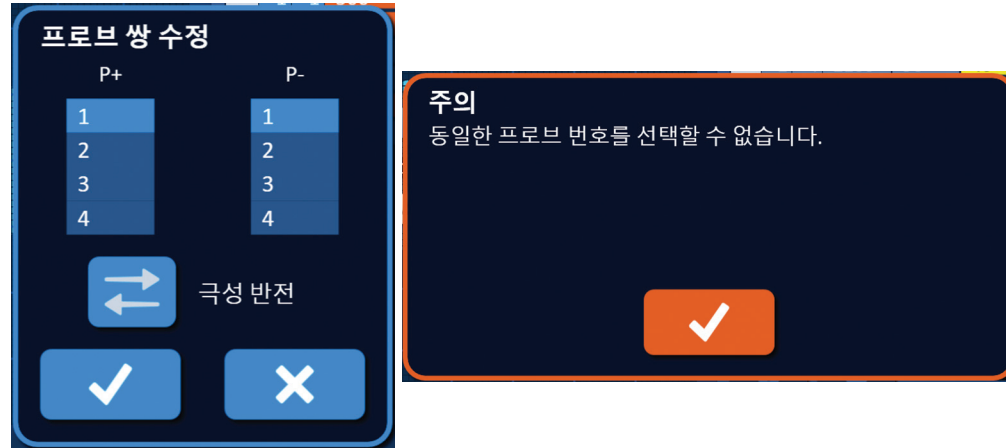 프로브 쌍 수정
P+ P-
1 1
2 2
3 3
4 4
극성 반전
주의
동일한 프로브 번호를 선택할 수 없습니다.